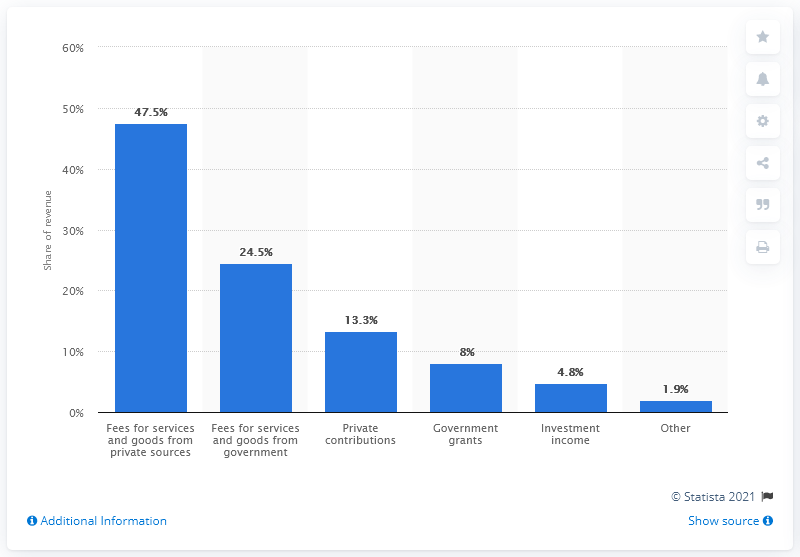 60%
50%
40%
30%
20%
10%
0%
Share of revenue
47.5%
24.5%
13.3%
8%
4.8%
1.9%
Fees for services
and goods from
private sources
Fees for services
and goods from
government
Private
contributions
Government
grants
Investment
income
Other
© Statista 2021
Additional Information
Show source